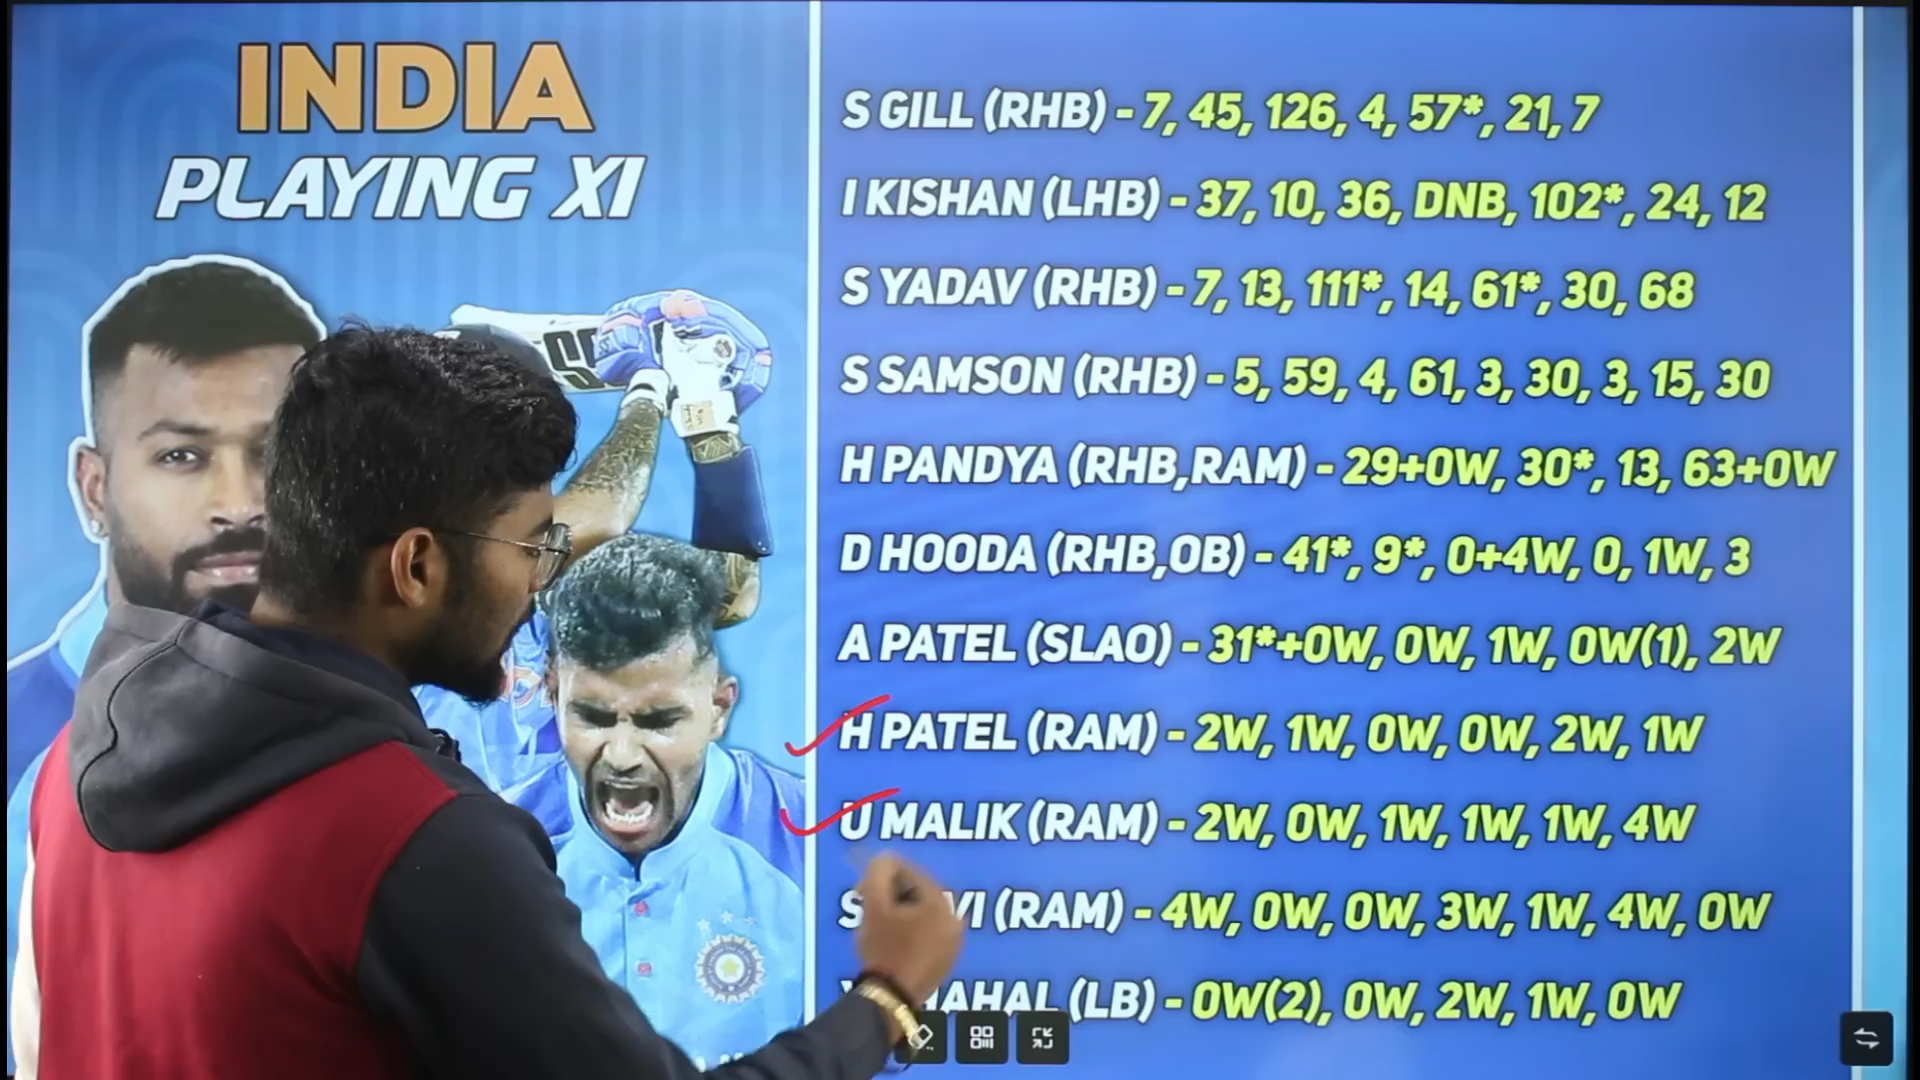 INDIA
PLAYING XI
S GILL (RHB) - 7, 45, 126, 4, 57*, 21, 7
I KISHAN (LHB) - 37, 10, 36, DNB, 102*, 24, 12
S YADAV (RHB) - 7, 13, 111*, 14, 61*, 30, 68
S SAMSON (RHB) - 5, 59, 4, 61, 3, 30, 3, 15, 30
H PANDYA (RHB,RAM) - 29+0W, 30*, 13, 63+0W
D HOODA (RHB,OB) - 41*, 9*, 0+4W, 0, 1W, 3
A PATEL (SLAO) - 31*+0W, 0W, 1W, 0W(1), 2W
H PATEL (RAM) - 2W, 1W, 0W, 0W, 2W, 1W
U MALIK (RAM) - 2W, 0W, 1W, 1W, 1W, 4W
S (RAM) - 4W, 0W, 0W, 3W, 1W, 4W, 0W
(LB) - 0W(2), 0W, 2W, 1W, 0W